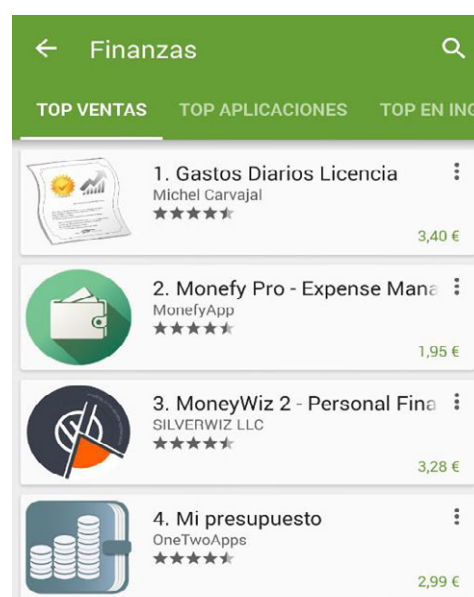 Finanzas
TOP VENTAS TOP APLICACIONES TOP EN ING
1. Gastos Diarios Licencia
Michel Carvajal
3,40 €
2. Monefy Pro - Expense Mana
MonefyApp
1,95 €
3. MoneyWiz 2 - Personal Fina
SILVERWIZ LLC
3,28 €
4. Mi presupuesto
OneTwoApps
2,99 €